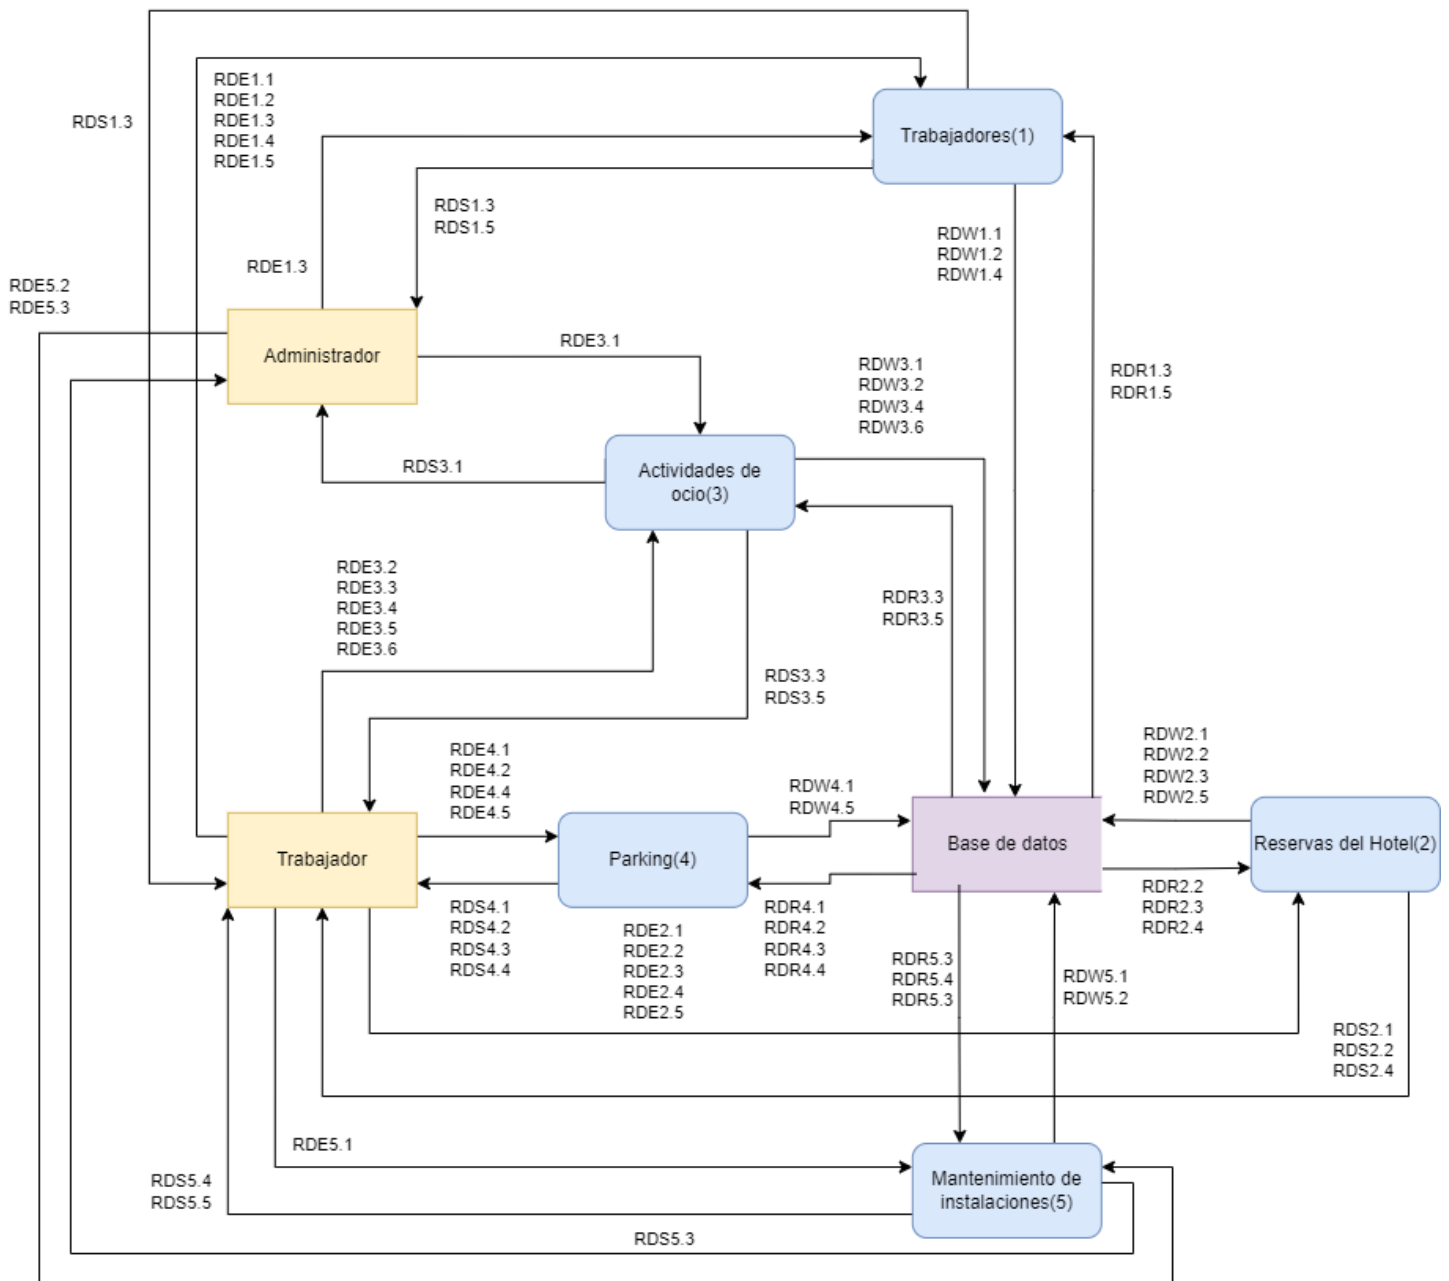 RDE1.1
RDE1.2
RDE1.3
RDE1.4
RDE1.5
RDS1.3
Trabajadores(1)
RDS1.3
RDS1.5
RDW1.1
RDW1.2
RDW1.4
RDE1.3
RDE5.2
RDE5.3
Administrador
RDE3.1
RDW3.1
RDW3.2
RDW3.4
RDW3.6
RDR1.3
RDR1.5
RDS3.1
Actividades de
ocio(3)
RDE3.2
RDE3.3
RDE3.4
RDE3.5
RDE3.6
RDR3.3
RDR3.5
RDS3.3
RDS3.5
RDE4.1
RDE4.2
RDE4.4
RDE4.5
RDW4.1
RDW4.5
RDW2.1
RDW2.2
RDW2.3
RDW2.5
Trabajador
Parking(4)
Base de datos
Reservas del Hotel(2)
RDS4.1
RDS4.2
RDS4.3
RDS4.4
RDE2.1
RDE2.2
RDE2.3
RDE2.4
RDE2.5
RDR4.1
RDR4.2
RDR4.3
RDR4.4
RDR2.2
RDR2.3
RDR2.4
RDR5.3
RDR5.4
RDR5.3
RDW5.1
RDW5.2
RDS2.1
RDS2.2
RDS2.4
RDE5.1
RDS5.4
RDS5.5
Mantenimiento de
instalaciones(5)
RDS5.3